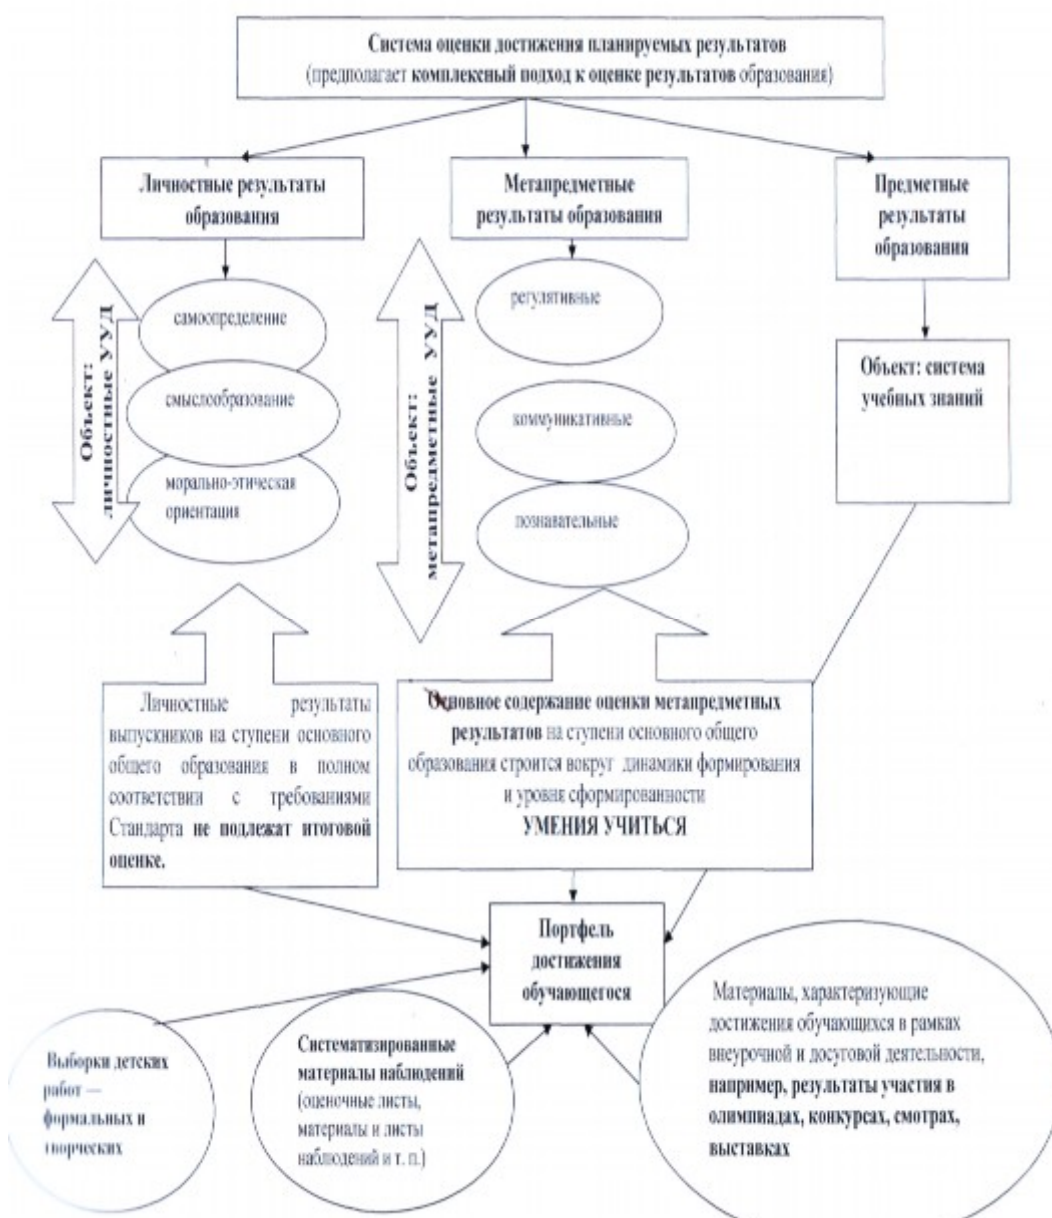 Система оценки достижения планируемых результатов
(предполагает комплексный подход к оценке результатов образования)
Личностные результаты
образования
Метапредметные
результаты образования
Предметные
результаты
образования
Объект:
личностные УУД
самоопределение
смыслообразование
морально-этическая
ориентация
Объект:
метапредметные УУД
регулятивные
коммуникативные
познавательные
Объект: система
учебных знаний
Личностные результаты
выпускников на ступени основного
общего образования в полном
соответствии с требованиями
Стандарта не подлежат итоговой
оценке.
Основное содержание оценки метапредметных
результатов на ступени основного общего
образования строится вокруг динамики формирования
и уровня сформированности
УМЕНИЯ УЧИТЬСЯ
Портфель
достижения
обучающегося
Выборки детских
работ —
формальных и
творческих
Систематизированные
материалы наблюдений
(оценочные листы,
материалы и листы
наблюдений и т. п.)
Материалы, характеризующие
достижения обучающихся в рамках
внеурочной и досуговой деятельности,
например, результаты участия в
олимпиадах, конкурсах, смотрах,
выставках